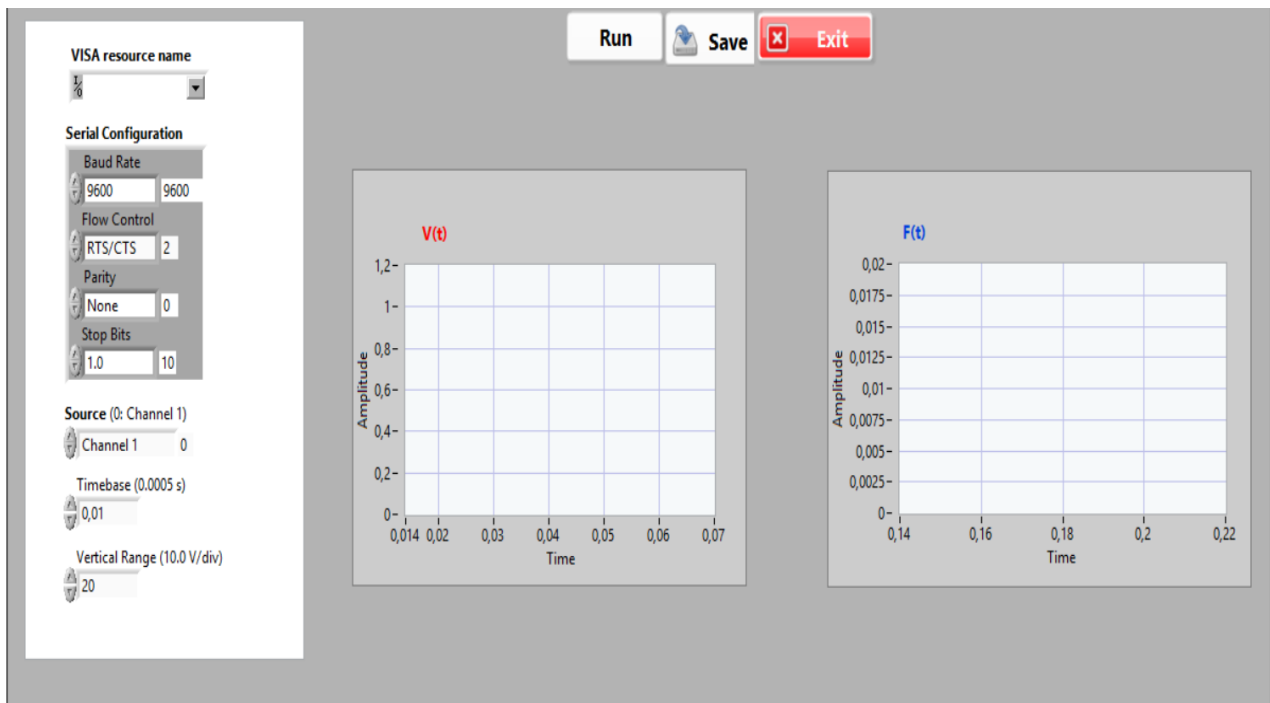 Run
Save
Exit
VISA resource name
I/O
Serial Configuration
Baud Rate
9600 9600
Flow Control
RTS/CTS 2
Parity
None 0
Stop Bits
1.0 10
Source (0: Channel 1)
Channel 1 0
Timebase (0.0005 s)
0,01
Vertical Range (10.0 V/div)
20
V(t)
Amplitude
1,2
1
0,8
0,6
0,4
0,2
0
0,014 0,02 0,03 0,04 0,05 0,06 0,07
Time
F(t)
Amplitude
0,02
0,0175
0,015
0,0125
0,01
0,0075
0,005
0,0025
0
0,14 0,16 0,18 0,2 0,22
Time